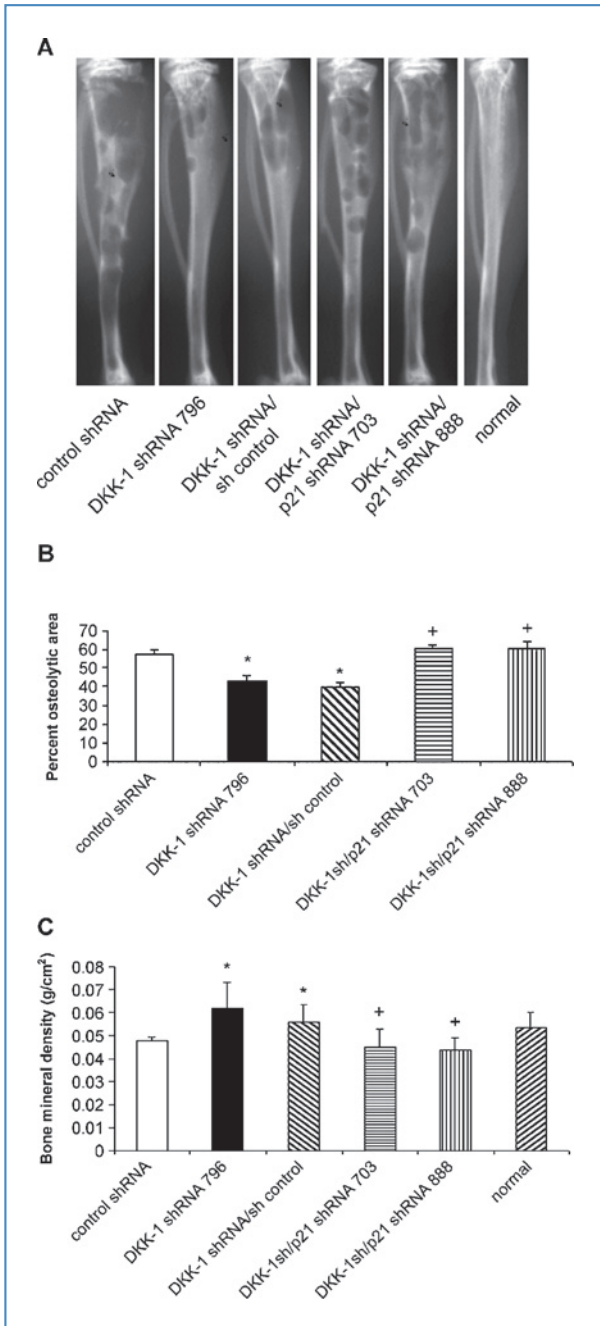 A
control shRNA
DKK-1 shRNA 796
DKK-1 shRNA/
sh control
DKK-1 shRNA/
p21 shRNA 703
DKK-1 shRNA/
p21 shRNA 888
normal
B
Percent osteolytic area
70
60
50
40
30
20
10
0
*
*
+
+
control shRNA
DKK-1 shRNA 796
DKK-1 shRNA/sh control
DKK-1sh/p21 shRNA 703
DKK-1sh/p21 shRNA 888
C
Bone mineral density (g/cm²)
0.08
0.07
0.06
0.05
0.04
0.03
0.02
0.01
0
*
*
+
+
control shRNA
DKK-1 shRNA 796
DKK-1 shRNA/sh control
DKK-1sh/p21 shRNA 703
DKK-1sh/p21 shRNA 888
normal